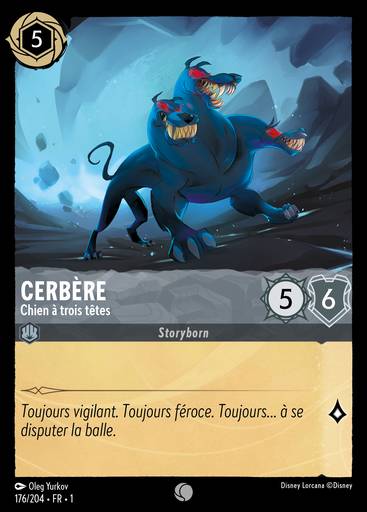 5
CERBÈRE
Chien à trois têtes
5
6
Storyborn
Toujours vigilant. Toujours féroce. Toujours... à se
disputer la balle.
Oleg Yurkov
176/204 • FR • 1
Disney Lorcana ©Disney